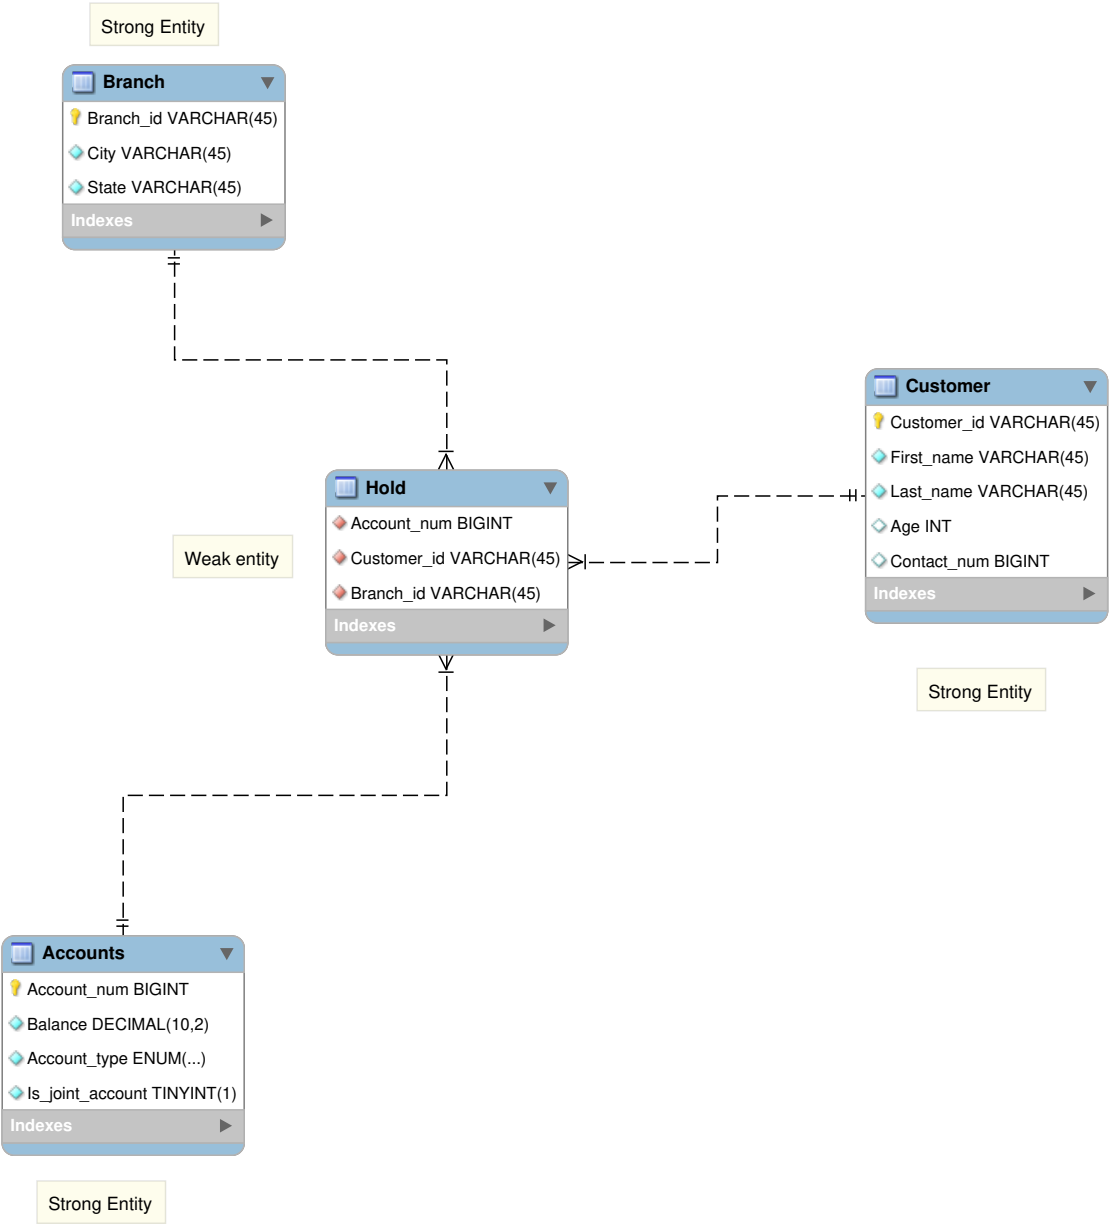 Strong Entity
Branch
Branch_id VARCHAR(45)
City VARCHAR(45)
State VARCHAR(45)
Indexes
Customer
Customer_id VARCHAR(45)
First_name VARCHAR(45)
Last_name VARCHAR(45)
Age INT
Contact_num BIGINT
Indexes
Strong Entity
Hold
Account_num BIGINT
Customer_id VARCHAR(45)
Branch_id VARCHAR(45)
Indexes
Weak entity
Accounts
Account_num BIGINT
Balance DECIMAL(10,2)
Account_type ENUM(...)
Is_joint_account TINYINT(1)
Indexes
Strong Entity